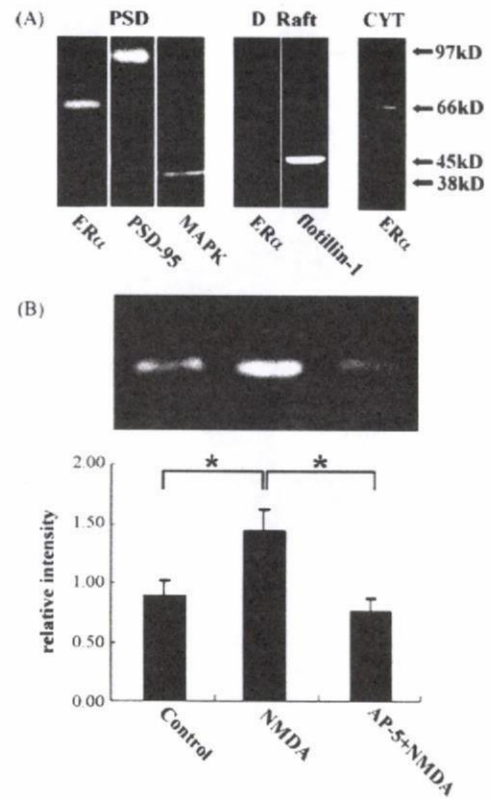 (A)
PSD
D Raft
CYT
97kD
66kD
45kD
38kD
ERα
PSD-95
MAPK
ERα
flotillin-1
ERα
(B)
* *
2.00
1.50
1.00
0.50
0.00
relative intensity
Control
NMDA
AP-5+NMDA